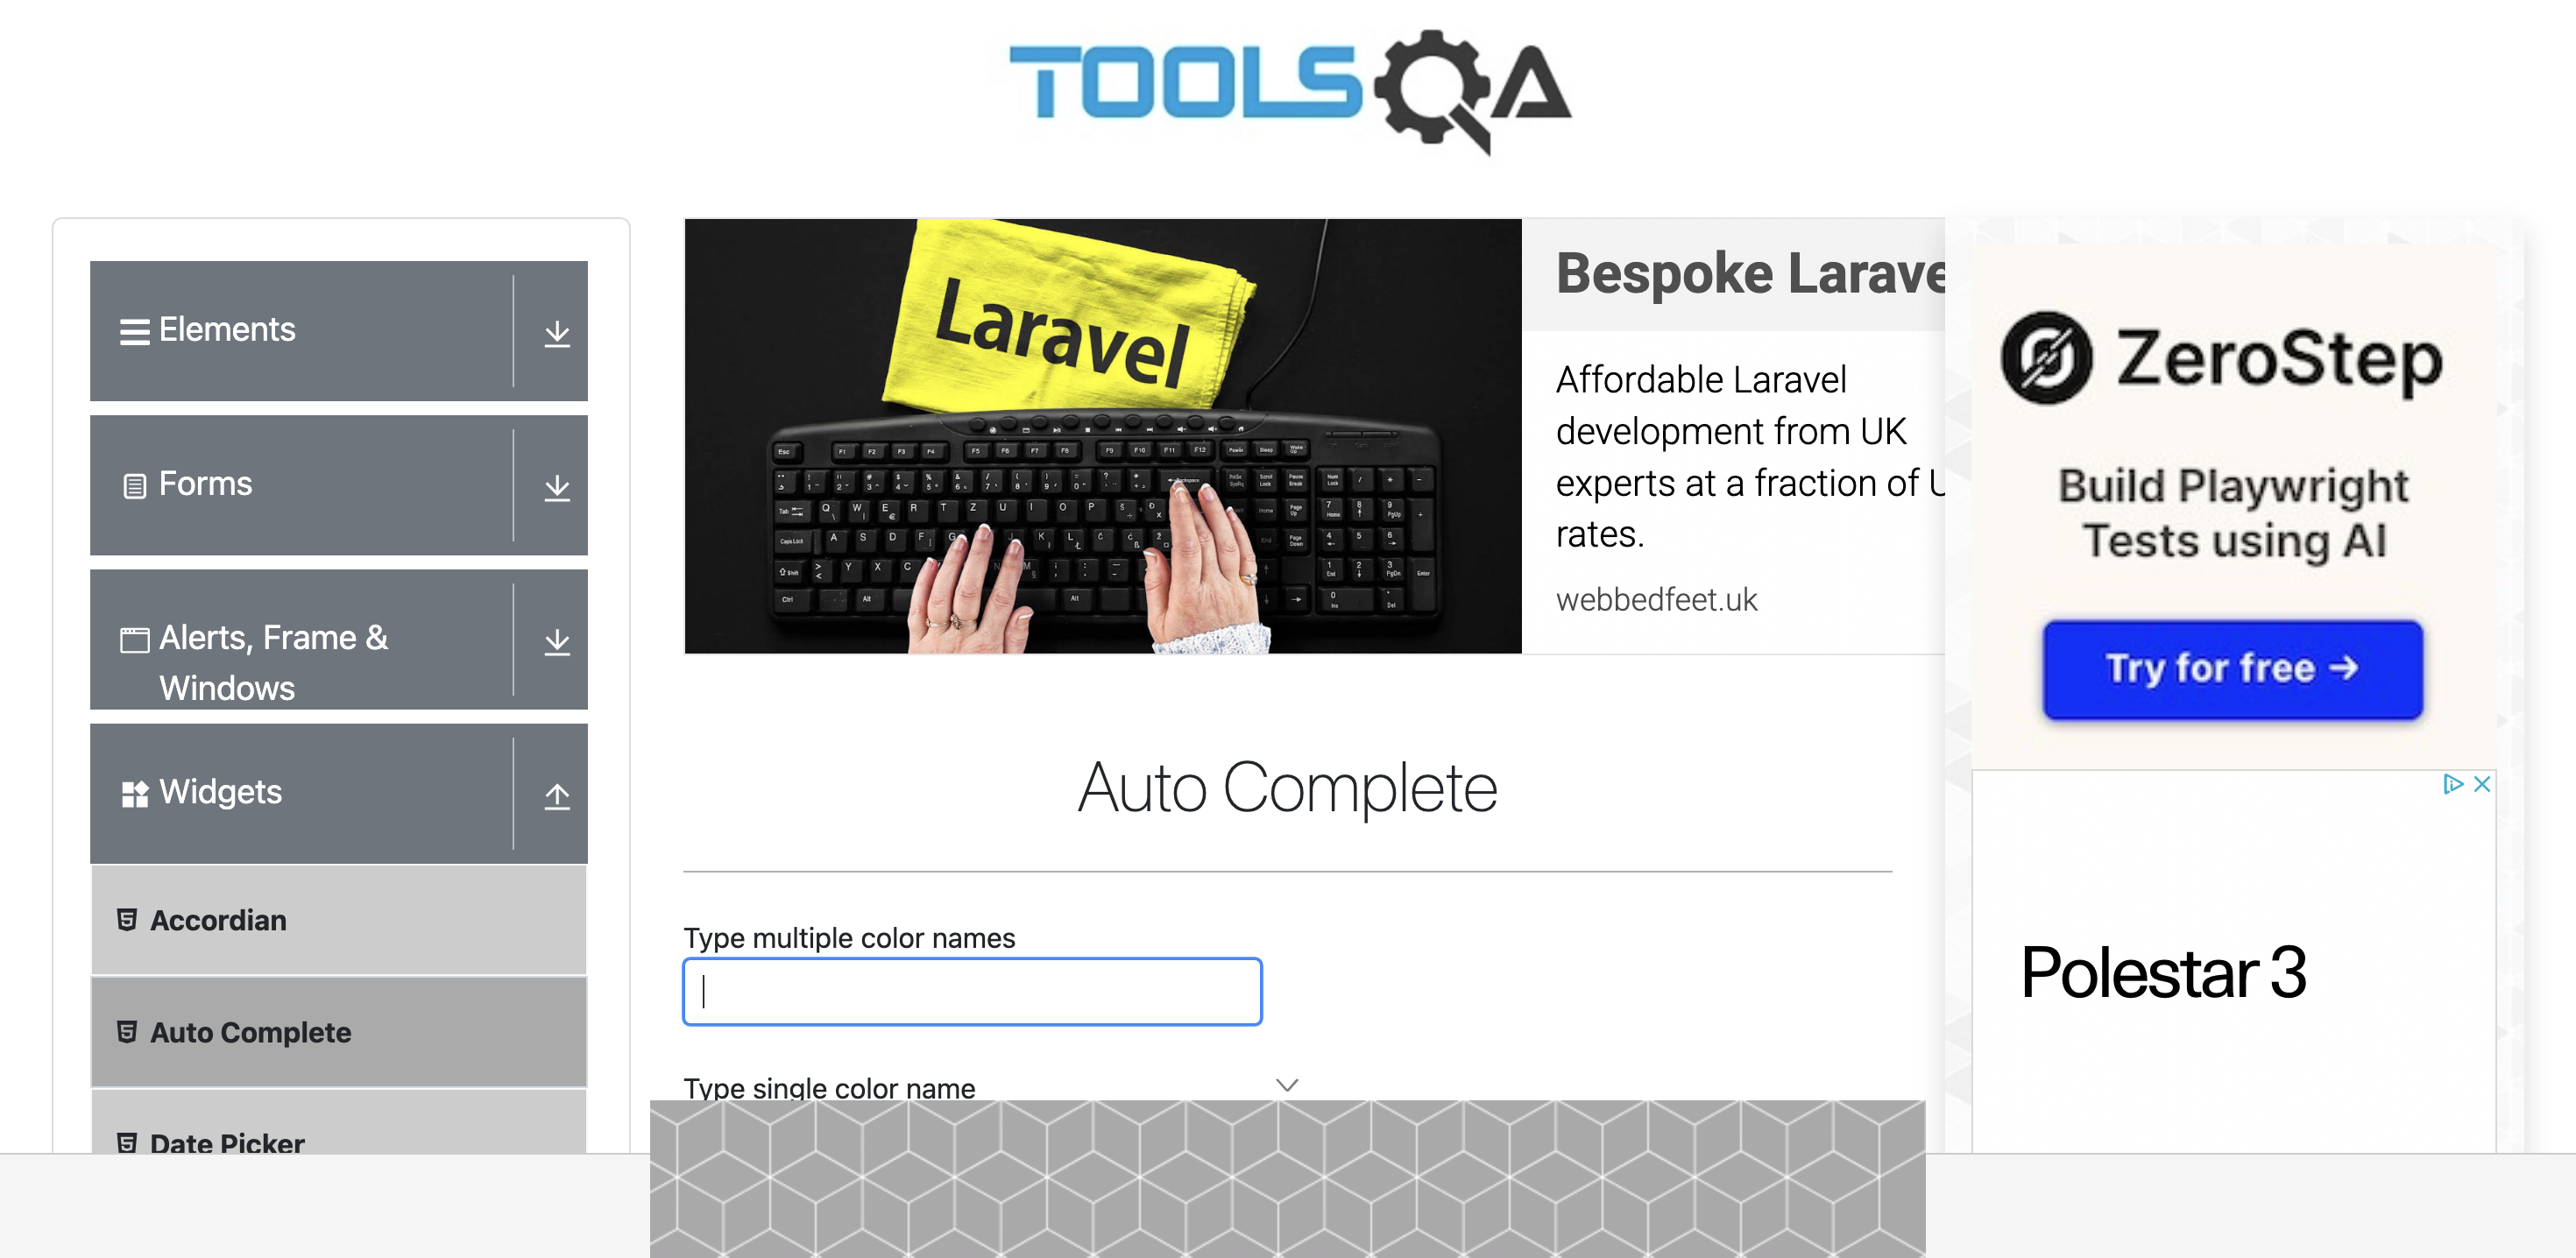 TOOLSQA
Elements
Forms
Alerts, Frame &
Windows
Widgets
Accordian
Auto Complete
Date Picker
Laravel
Bespoke Larave
Affordable Laravel
development from UK
experts at a fraction of U
rates.
webbedfeet.uk
Auto Complete
Type multiple color names
Type single color name
ZeroStep
Build Playwright
Tests using AI
Try for free →
Polestar 3